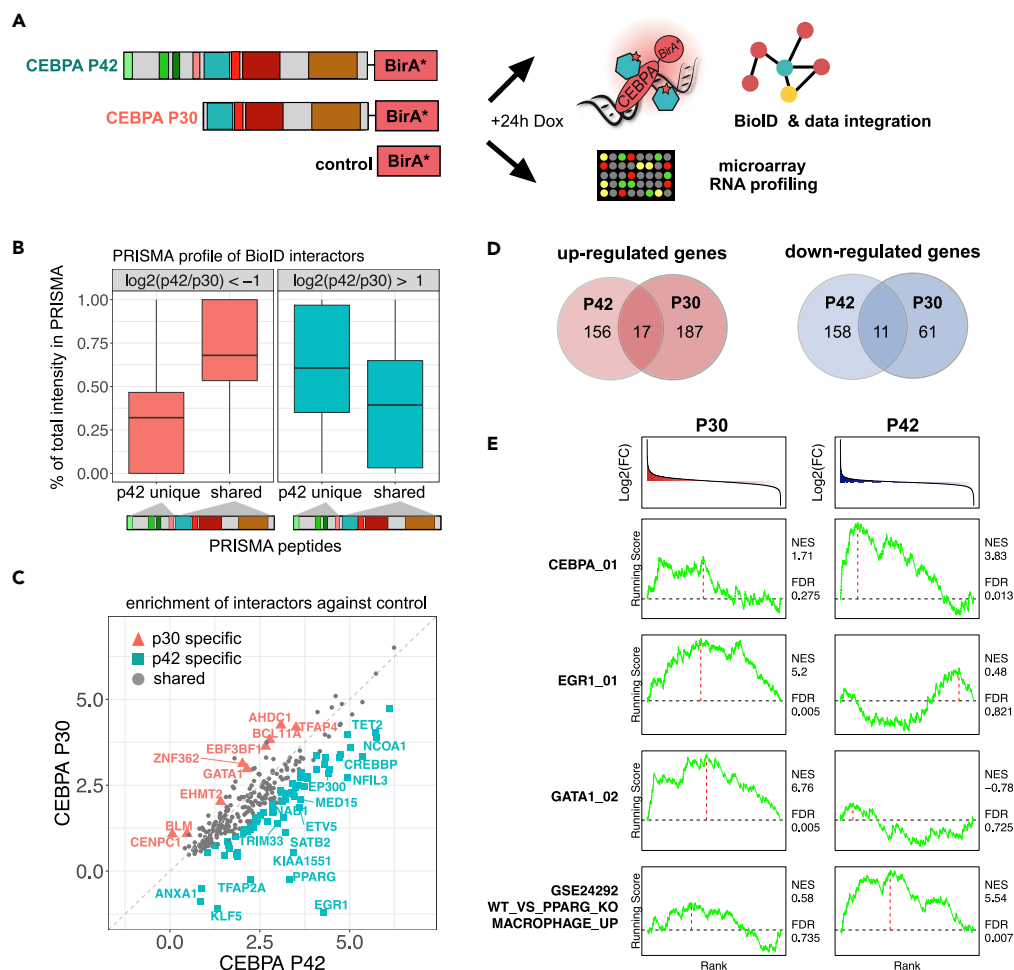 A
CEBPA P42
BirA*
CEBPA P30
BirA*
control
BirA*
+24h Dox
CEBPA
BirA*
BioID & data integration
microarray
RNA profiling
B
PRISMA profile of BioID interactors
log2(p42/p30) < −1
log2(p42/p30) > 1
% of total intensity in PRISMA
1.00
0.75
0.50
0.25
0.00
p42 unique
shared
p42 unique
shared
PRISMA peptides
C
enrichment of interactors against control
p30 specific
p42 specific
shared
CEBPA P30
5.0
2.5
0.0
AHDC1
TFAP4
BCL11A
EBF3BF1
ZNF362
GATA1
EHMT2
BLM
CENPC1
TET2
NCOA1
CREBBP
NFIL3
EP300
MED15
NAB1
ETV5
TRIM33
SATB2
KIAA1551
PPARG
TFAP2A
ANXA1
KLF5
EGR1
0.0
2.5
5.0
CEBPA P42
D
up-regulated genes
P42
P30
156
17
187
down-regulated genes
P42
P30
158
11
61
E
P30
P42
Log2(FC)
Log2(FC)
CEBPA_01
Running Score
NES
1.71
FDR
0.275
NES
3.83
FDR
0.013
EGR1_01
Running Score
NES
5.2
FDR
0.005
NES
0.48
FDR
0.821
GATA1_02
Running Score
NES
6.76
FDR
0.005
NES
−0.78
FDR
0.725
GSE24292
WT_VS_PPARG_KO
MACROPHAGE_UP
Running Score
NES
0.58
FDR
0.735
NES
5.54
FDR
0.007
Rank